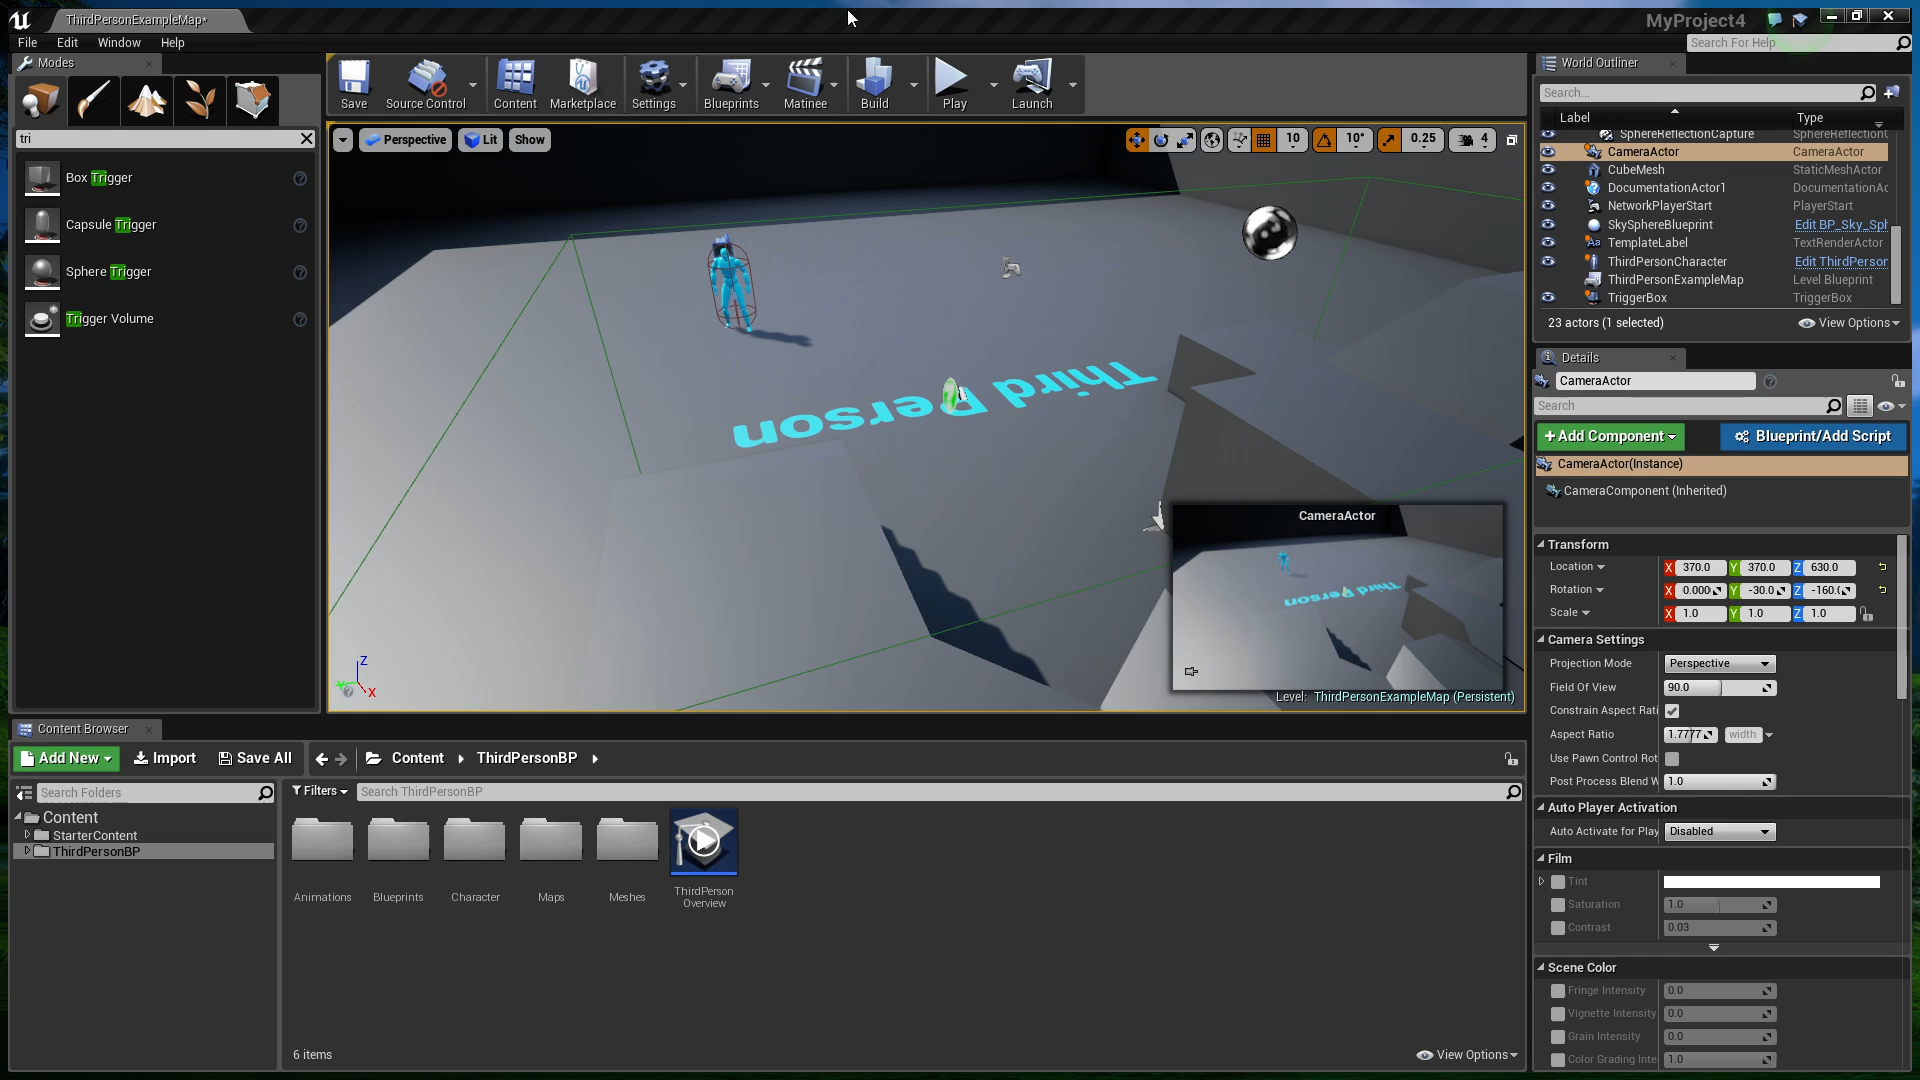 ThirdPersonExampleMap*
MyProject4
File Edit Window Help
Search For Help
Modes
tri
Box Trigger
Capsule Trigger
Sphere Trigger
Trigger Volume
Save
Source Control
Content
Marketplace
Settings
Blueprints
Matinee
Build
Play
Launch
Perspective Lit Show
10 10° 0.25 4
Third Person
CameraActor
Third Person
Z
X
Level: ThirdPersonExampleMap (Persistent)
World Outliner
Search...
Label Type
SphereReflectionCapture SphereReflection
CameraActor CameraActor
CubeMesh StaticMeshActor
DocumentationActor1 DocumentationAc
NetworkPlayerStart PlayerStart
SkySphereBlueprint Edit BP_Sky_Sph
TemplateLabel TextRenderActor
ThirdPersonCharacter Edit ThirdPerson
ThirdPersonExampleMap Level Blueprint
TriggerBox TriggerBox
23 actors (1 selected) View Options
Details
CameraActor
Search
+Add Component Blueprint/Add Script
CameraActor(Instance)
CameraComponent (Inherited)
Transform
Location X 370.0 Y 370.0 Z 630.0
Rotation X 0.000 Y -30.0 Z -160.(
Scale X 1.0 Y 1.0 Z 1.0
Camera Settings
Projection Mode Perspective
Field Of View 90.0
Constrain Aspect Rati
Aspect Ratio 1.7777 width
Use Pawn Control Rot
Post Process Blend W 1.0
Auto Player Activation
Auto Activate for Play Disabled
Film
Tint
Saturation 1.0
Contrast 0.03
Scene Color
Fringe Intensity 0.0
Vignette Intensity 0.0
Grain Intensity 0.0
Color Grading Inte 1.0
Content Browser
Add New Import Save All Content ThirdPersonBP
Search Folders
Filters Search ThirdPersonBP
Content
StarterContent
ThirdPersonBP
Animations
Blueprints
Character
Maps
Meshes
ThirdPerson
Overview
6 items View Options